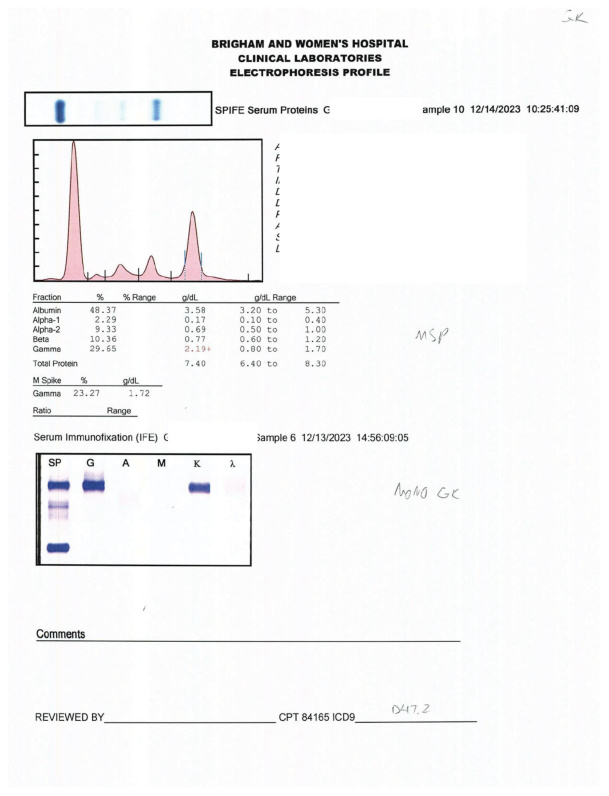 GK
BRIGHAM AND WOMEN'S HOSPITAL
CLINICAL LABORATORIES
ELECTROPHORESIS PROFILE
SPIFE Serum Proteins G ample 10 12/14/2023 10:25:41:09
Fraction % % Range g/dL g/dL Range
Albumin 48.37 3.58 3.20 to 5.30
Alpha-1 2.29 0.17 0.10 to 0.40
Alpha-2 9.33 0.69 0.50 to 1.00
Beta 10.36 0.77 0.60 to 1.20
Gamma 29.65 2.19+ 0.80 to 1.70
Total Protein 7.40 6.40 to 8.30
MSP
M Spike % g/dL
Gamma 23.27 1.72
Ratio Range
Serum Immunofixation (IFE) Sample 6 12/13/2023 14:56:09:05
SP G A M K λ
MONO GK
Comments
REVIEWED BY CPT 84165 ICD9 D47.2